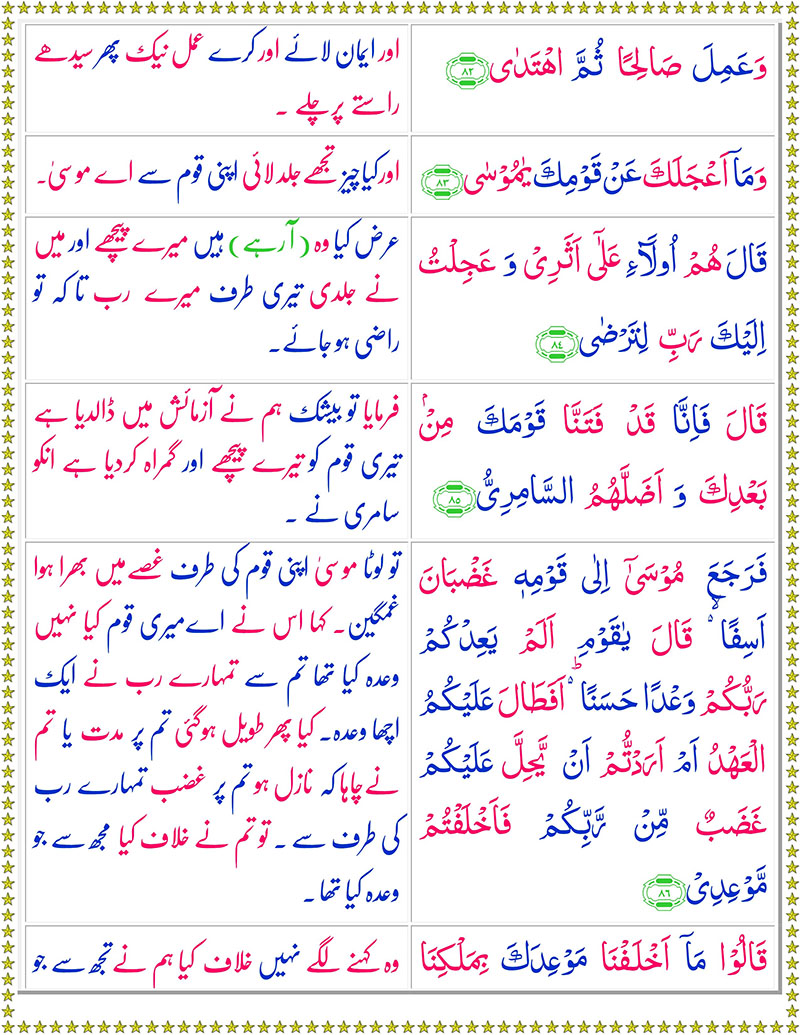 وَعَمِلَ صَالِحًا ثُمَّ اهْتَدٰى ﴿۸۲﴾
اور ایمان لائے اور کرے عمل نیک پھر سیدھے
راستے پر چلے ۔
وَمَاۤ اَعْجَلَكَ عَنْ قَوْمِكَ يٰمُوْسٰى ﴿۸۳﴾
اور کیا چیز تجھے جلد لائی اپنی قوم سے اے موسیٰ۔
قَالَ هُمْ اُولَآءِ عَلٰۤى اَثَرِىْ وَ عَجِلْتُ
اِلَيْكَ رَبِّ لِتَرْضٰى ﴿۸۴﴾
عرض کیا وہ (آرہے) ہیں میرے پیچھے اور میں
نے جلدی تیری طرف میرے رب تا کہ تو
راضی ہو جائے۔
قَالَ فَاِنَّا قَدْ فَتَنَّا قَوْمَكَ مِنْۢ
بَعْدِكَ وَ اَضَلَّهُمُ السَّامِرِىُّ ﴿۸۵﴾
فرمایا تو بیشک ہم نے آزمائش میں ڈالدیا ہے
تیری قوم کو تیرے پیچھے اور گمراہ کر دیا ہے انکو
سامری نے ۔
فَرَجَعَ مُوْسٰٓى اِلٰى قَوْمِهٖ غَضْبَانَ
اَسِفًا ۚ قَالَ يٰقَوْمِ اَلَمْ يَعِدْكُمْ
رَبُّكُمْ وَعْدًا حَسَنًا ؕ اَفَطَالَ عَلَيْكُمُ
الْعَهْدُ اَمْ اَرَدْتُّمْ اَنْ يَّحِلَّ عَلَيْكُمْ
غَضَبٌ مِّنْ رَّبِّكُمْ فَاَخْلَفْتُمْ
مَّوْعِدِىْ ﴿۸۶﴾
تو لوٹا موسیٰ اپنی قوم کی طرف غصے میں بھرا ہوا
غمگین۔ کہا اس نے اے میری قوم کیا نہیں
وعدہ کیا تھا تم سے تمہارے رب نے ایک
اچھا وعدہ۔ کیا پھر طویل ہوگئی تم پر مدت یا تم
نے چاہا کہ نازل ہو تم پر غضب تمہارے رب
کی طرف سے ۔ تو تم نے خلاف کیا مجھ سے جو
وعدہ کیا تھا۔
قَالُوْا مَاۤ اَخْلَفْنَا مَوْعِدَكَ بِمَلْكِنَا
وہ کہنے لگے نہیں خلاف کیا ہم نے تجھ سے جو